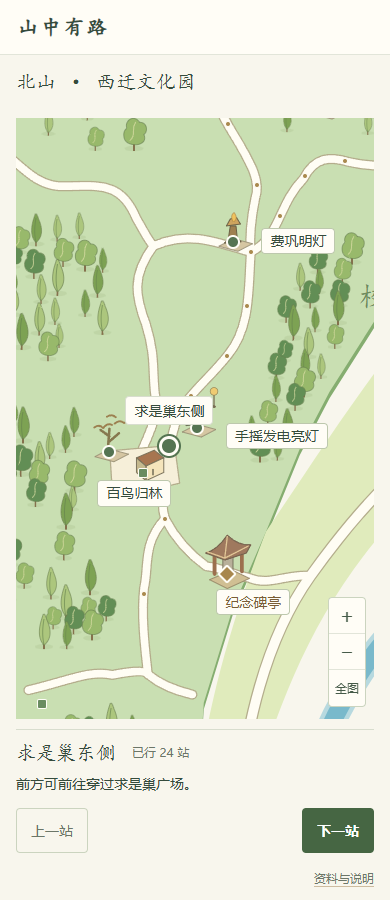 山中有路
北山 • 西迁文化园
费巩明灯
求是巢东侧
手摇发电亮灯
百鸟归林
纪念碑亭
+
−
全图
求是巢东侧 已行 24 站
前方可前往穿过求是巢广场。
上一站
下一站
资料与说明